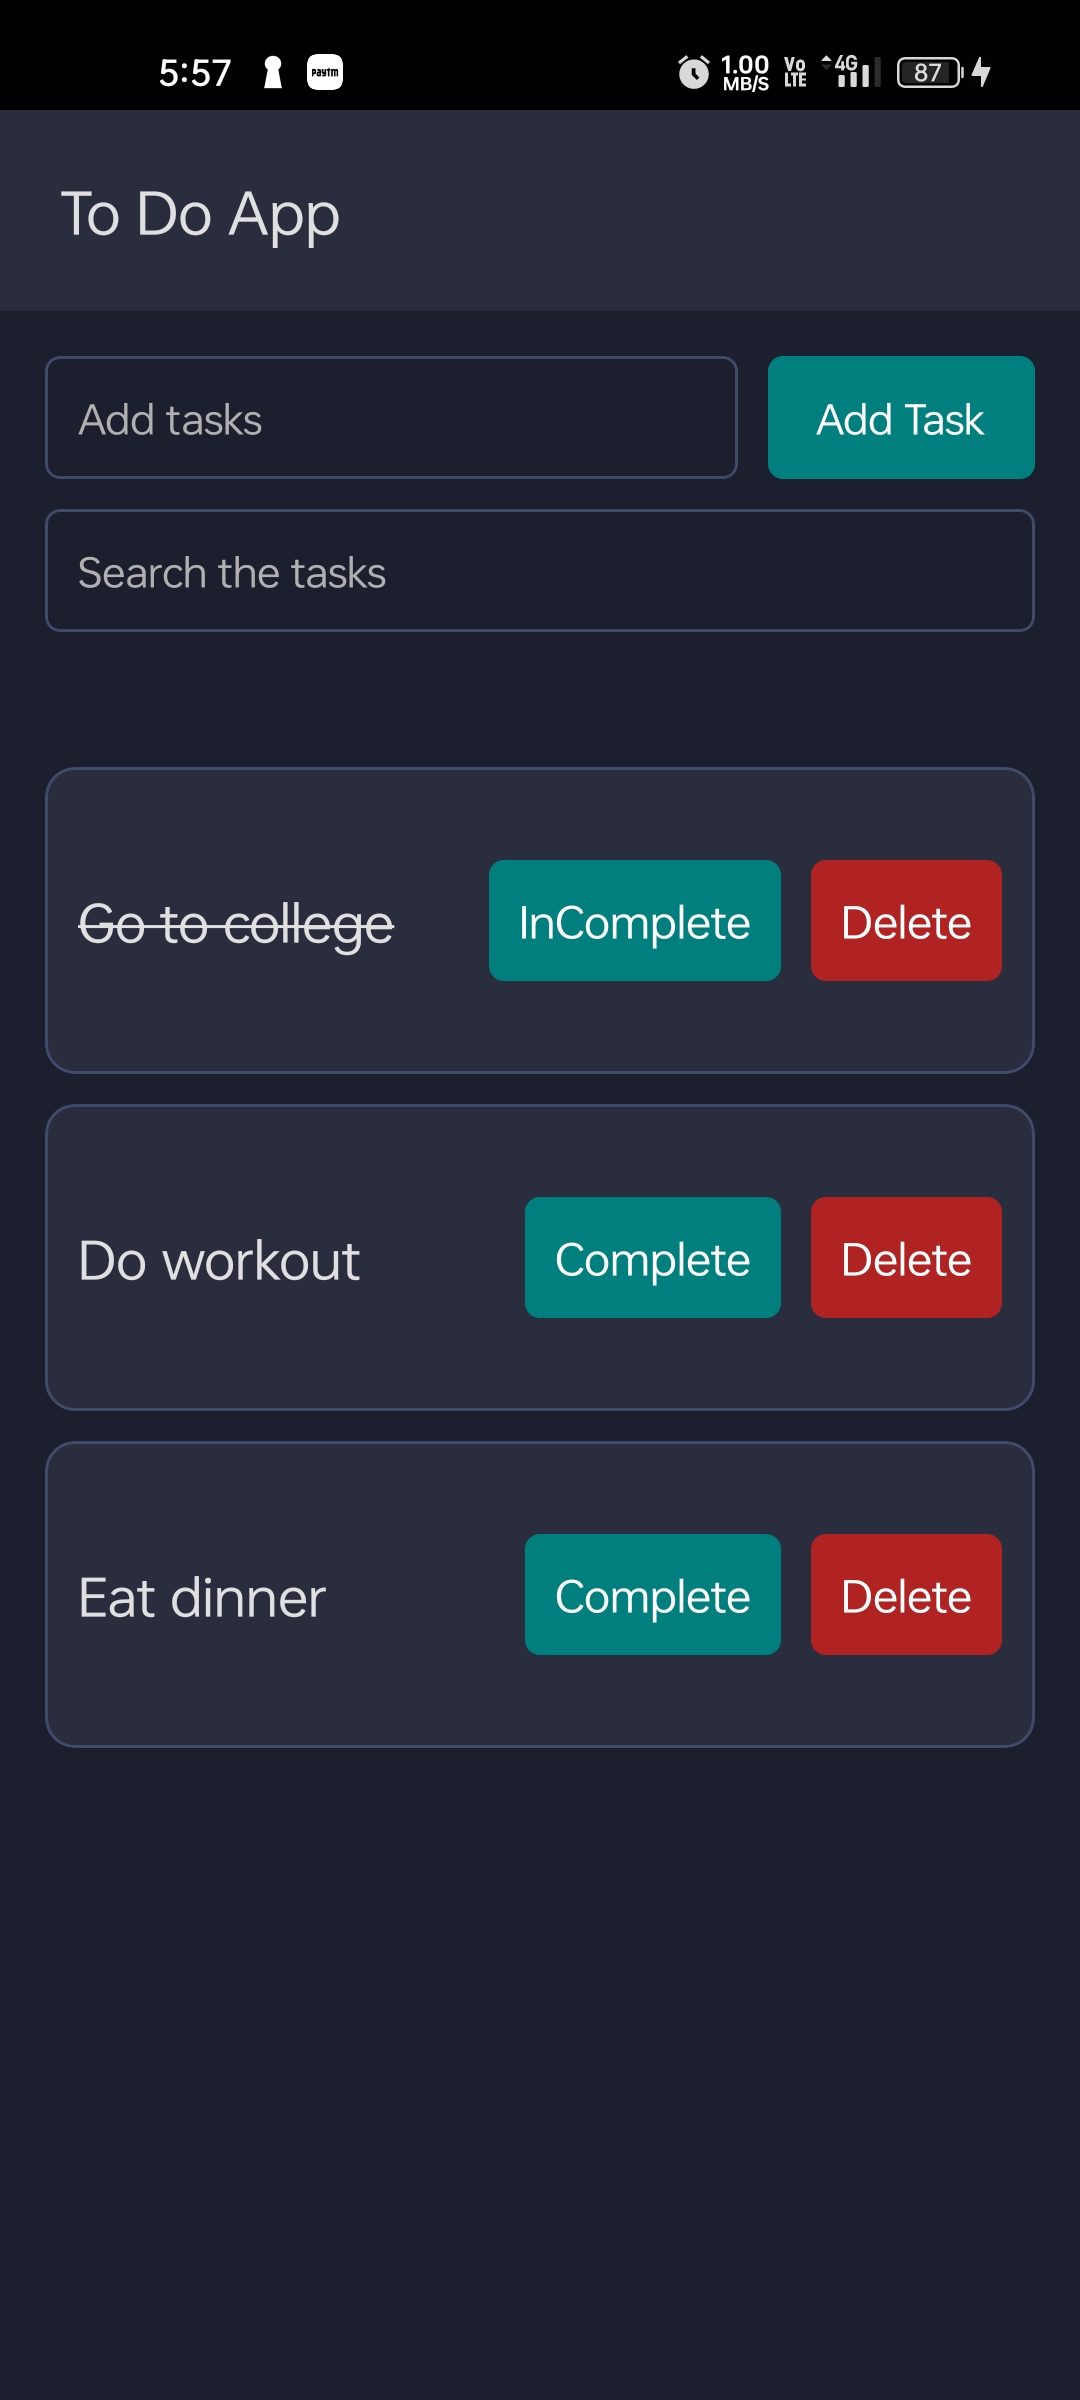 5:57 paytm 1.00 MB/S Vo LTE 4G 87
To Do App
Add tasks Add Task
Search the tasks
Go to college InComplete Delete
Do workout Complete Delete
Eat dinner Complete Delete